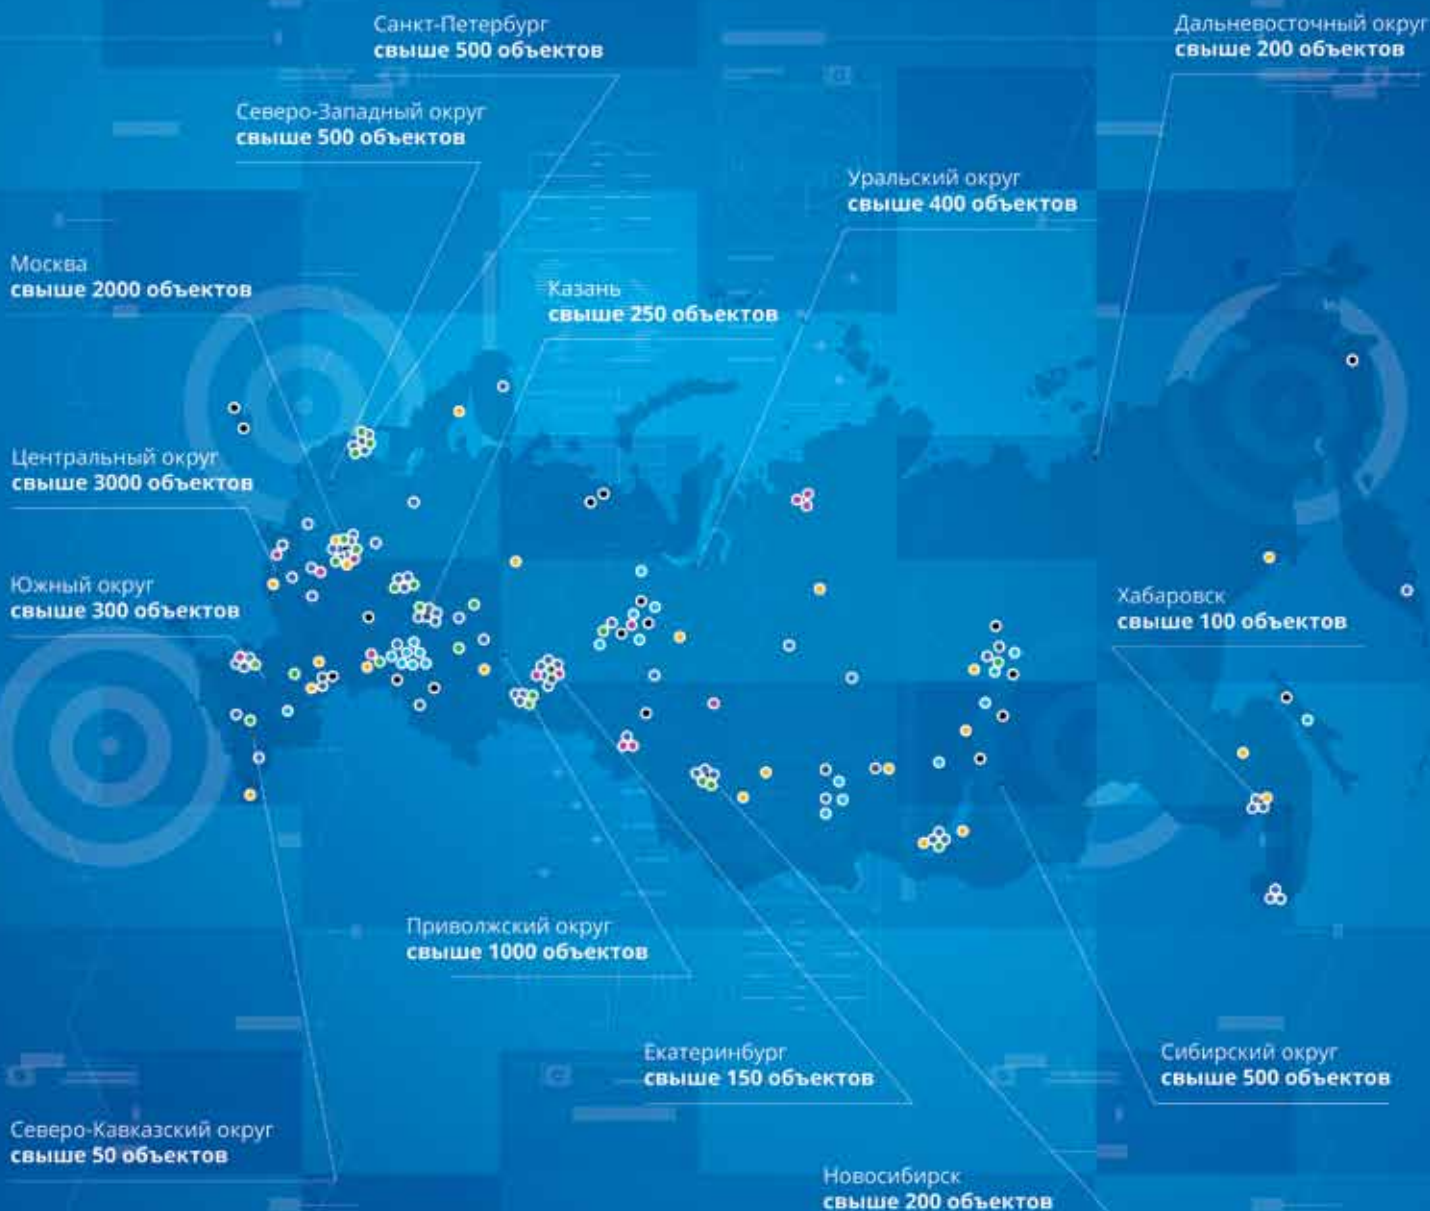 Санкт-Петербург
свыше 500 объектов
Дальневосточный округ
свыше 200 объектов
Северо-Западный округ
свыше 500 объектов
Уральский округ
свыше 400 объектов
Москва
свыше 2000 объектов
Казань
свыше 250 объектов
Центральный округ
свыше 3000 объектов
Южный округ
свыше 300 объектов
Хабаровск
свыше 100 объектов
Приволжский округ
свыше 1000 объектов
Екатеринбург
свыше 150 объектов
Сибирский округ
свыше 500 объектов
Северо-Кавказский округ
свыше 50 объектов
Новосибирск
свыше 200 объектов